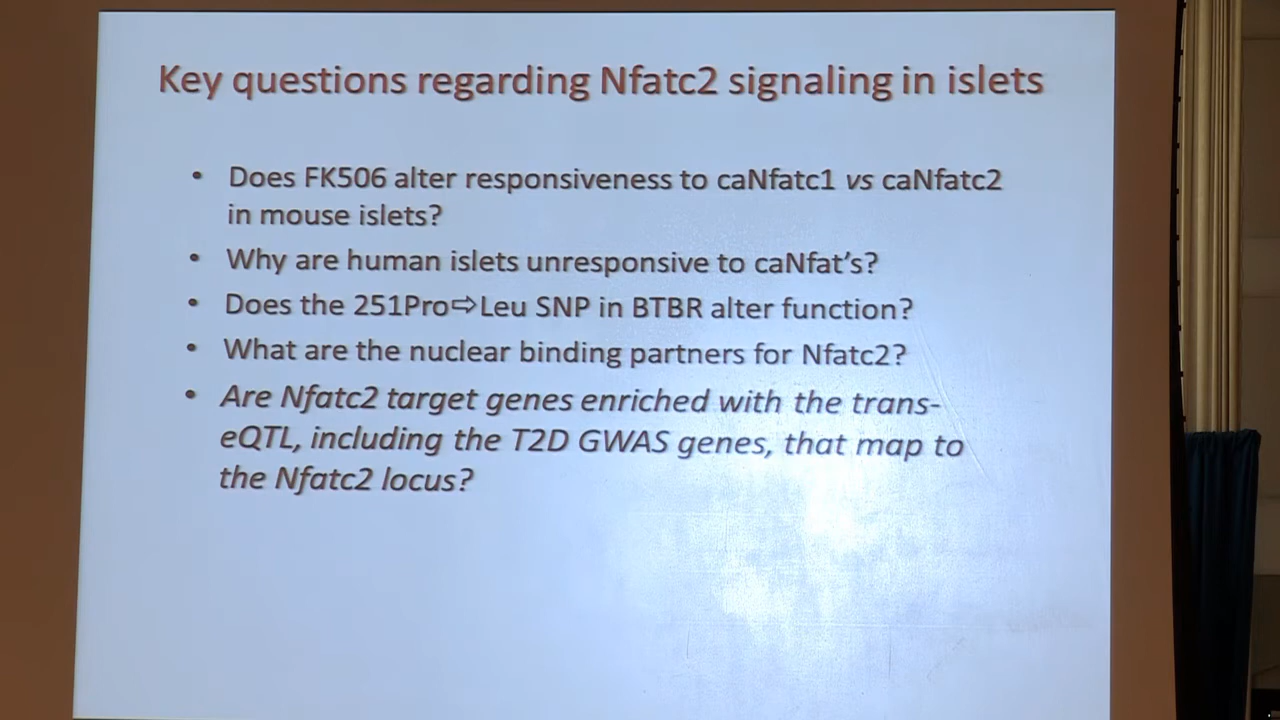 Key questions regarding Nfatc2 signaling in islets
• Does FK506 alter responsiveness to caNfatc1 vs caNfatc2
in mouse islets?
• Why are human islets unresponsive to caNfat's?
• Does the 251Pro⇨Leu SNP in BTBR alter function?
• What are the nuclear binding partners for Nfatc2?
• Are Nfatc2 target genes enriched with the trans-
eQTL, including the T2D GWAS genes, that map to
the Nfatc2 locus?